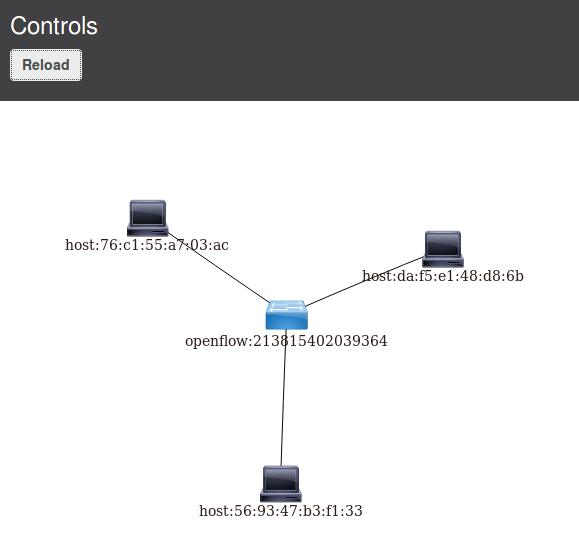 Controls
Reload
host:76:c1:55:a7:03:ac
host:da:f5:e1:48:d8:6b
openflow:213815402039364
host:56:93:47:b3:f1:33